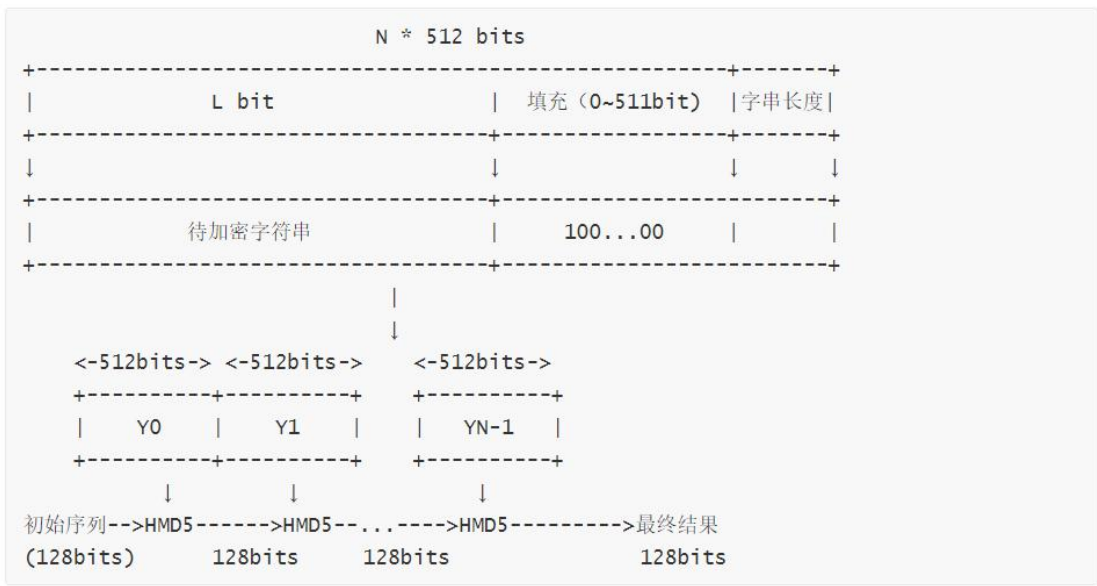 N * 512 bits
L bit 填充（0~511bit） 字串长度
待加密字符串 100...00
<-512bits-> <-512bits-> <-512bits->
Y0 Y1 YN-1
初始序列-->HMD5------>HMD5--...---->HMD5--------->最终结果
(128bits) 128bits 128bits 128bits